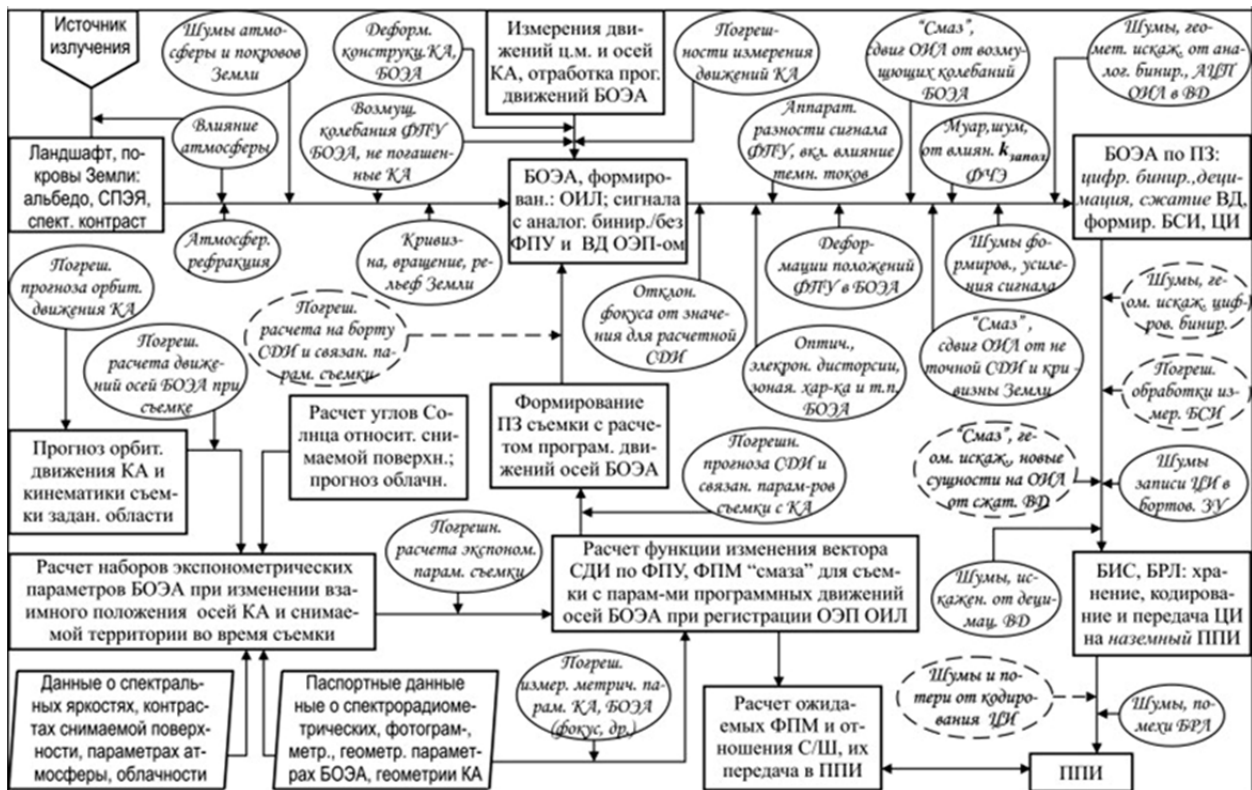 Источник
излучения
Шумы атмо-
сферы и покровов
Земли
Деформ.
конструкц.КА,
БОЭА
Измерения дви-
жений ц.м. и осей
КА, отработка прог.
движений БОЭА
Погреш-
ности измерения
движений КА
“Смаз”,
сдвиг ОИЛ от возму-
щующих колебаний
БОЭА
Шумы, гео-
мет. искаж. от ана-
лог. бинир., АЦП
ОИЛ в ВD
Влияние
атмосферы
Возмущ.
колебания ФПУ
БОЭА, не погашен-
ные КА
Аппарат.
разности сигнала
ФПУ, вкл. влияние
темн. токов
Муар,шум,
от влиян. kзапол.
ФЧЭ
Ландшафт, по-
кровы Земли:
альбедо, СПЭЯ,
спект. контраст
БОЭА, формиро-
ван.: ОИЛ; сигнала
с аналог. бинир./без
ФПУ и ВД ОЭП-ом
БОЭА по ПЗ:
цифр. бинир.,деци-
мация, сжатие ВД,
формир. БСИ, ЦИ
Атмосфер.
рефракция
Кривиз-
на, вращение, ре-
льеф Земли
Отклон.
фокуса от значе-
ния для расчетной
СДИ
Дефор-
мации положений
ФПУ в БОЭА
Шумы фо-
рмиров., усиле-
ния сигнала
Погреш.
прогноза орбит.
движения КА
Погреш.
расчета на борту
СДИ и связан. па-
рам. съемки
Шумы, ге-
ом. искаж. циф-
ров. бинир.
Погреш.
расчета движе-
ний осей БОЭА при
съемке
Оптич.,
элекрон. дисторсии,
зоная. хар-ка и т.п.
БОЭА
“Смаз”,
сдвиг ОИЛ от не
точной СДИ и кри-
визны Земли
Погреш.
обработки из-
мер. БСИ
Прогноз орбит.
движения КА и
кинематики съем-
ки задан. области
Расчет углов Со-
лнца относит. сни-
маемой поверхн.;
прогноз облачн.
Формирование
ПЗ съемки с расче-
том програм. дви-
жений осей БОЭА
Погрешн.
прогноза СДИ и
связан. парам-ров
съемки с КА
“Смаз”, ге-
ом. искаж., новые
сущности на ОИЛ
от сжат. ВD
Шумы
записи ЦИ в
бортов. ЗУ
Погрешн.
расчета экспоном.
парам. съемки
Расчет наборов экспонометрических
параметров БОЭА при изменении вза-
имного положения осей КА и снимае-
мой территории во время съемки
Расчет функции изменения вектора
СДИ по ФПУ, ФПМ “смаза” для съем-
ки с парам-ми программных движений
осей БОЭА при регистрации ОЭП ОИЛ
Шумы, ис-
кажен. от деци-
мац. ВD
БИС, БРЛ: хра-
нение, кодирова-
ние и передача ЦИ
на наземный ППИ
Данные о спектраль-
ных яркостях, контрас-
тах снимаемой поверх-
ности, параметрах ат-
мосферы, облачности
Паспортные данные
ные о спектрорадиоме-
трических, фотограм-,
метр., геометр. парамет-
рах БОЭА, геометрии КА
Погреш.
измер. метрич. па-
рам. КА, БОЭА
(фокус, др.)
Расчет ожида-
емых ФПМ и от-
ношения С/Ш, их
передача в ППИ
Шумы и по-
тери от кодиро-
вания ЦИ
Шумы, по-
мехи БРЛ
ППИ